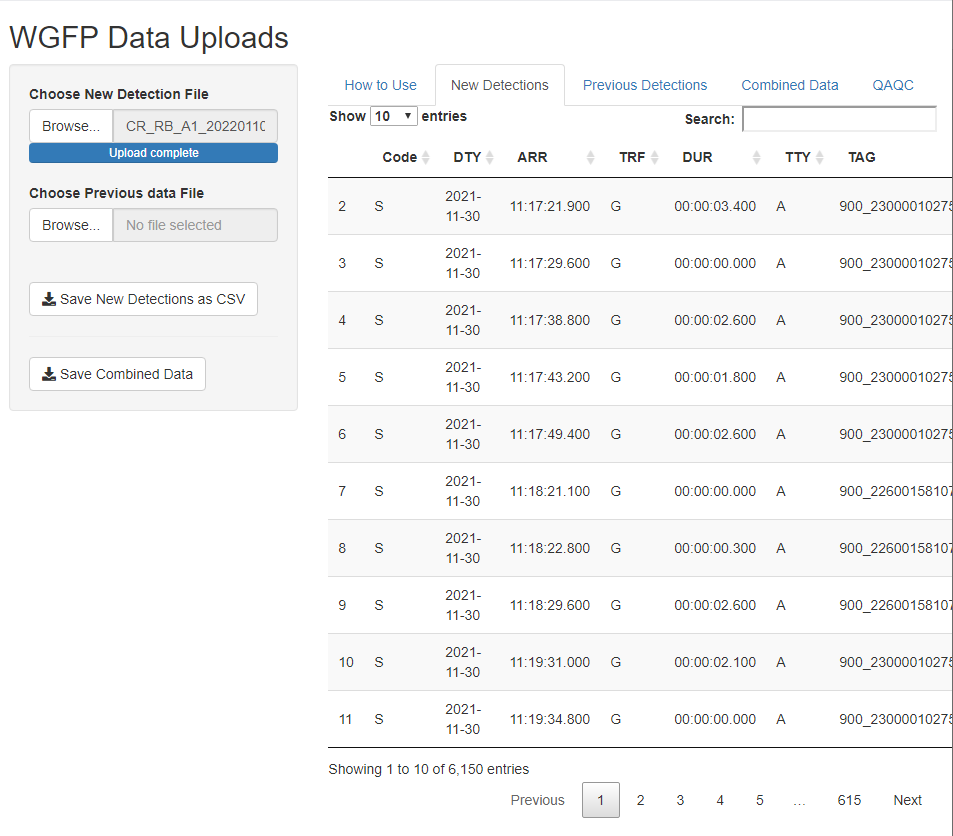 WGFP Data Uploads
Choose New Detection File
Browse... CR_RB_A1_20220110
Upload complete
Choose Previous data File
Browse... No file selected
Save New Detections as CSV
Save Combined Data
How to Use New Detections Previous Detections Combined Data QAQC
Show 10 entries Search:
Code DTY ARR TRF DUR TTY TAG
2 S 2021-11-30 11:17:21.900 G 00:00:03.400 A 900_23000010275
3 S 2021-11-30 11:17:29.600 G 00:00:00.000 A 900_23000010275
4 S 2021-11-30 11:17:38.800 G 00:00:02.600 A 900_23000010275
5 S 2021-11-30 11:17:43.200 G 00:00:01.800 A 900_23000010275
6 S 2021-11-30 11:17:49.400 G 00:00:02.600 A 900_23000010275
7 S 2021-11-30 11:18:21.100 G 00:00:00.000 A 900_22600158107
8 S 2021-11-30 11:18:22.800 G 00:00:00.300 A 900_22600158107
9 S 2021-11-30 11:18:29.600 G 00:00:02.600 A 900_22600158107
10 S 2021-11-30 11:19:31.000 G 00:00:02.100 A 900_23000010275
11 S 2021-11-30 11:19:34.800 G 00:00:00.000 A 900_23000010275
Showing 1 to 10 of 6,150 entries
Previous 1 2 3 4 5 … 615 Next